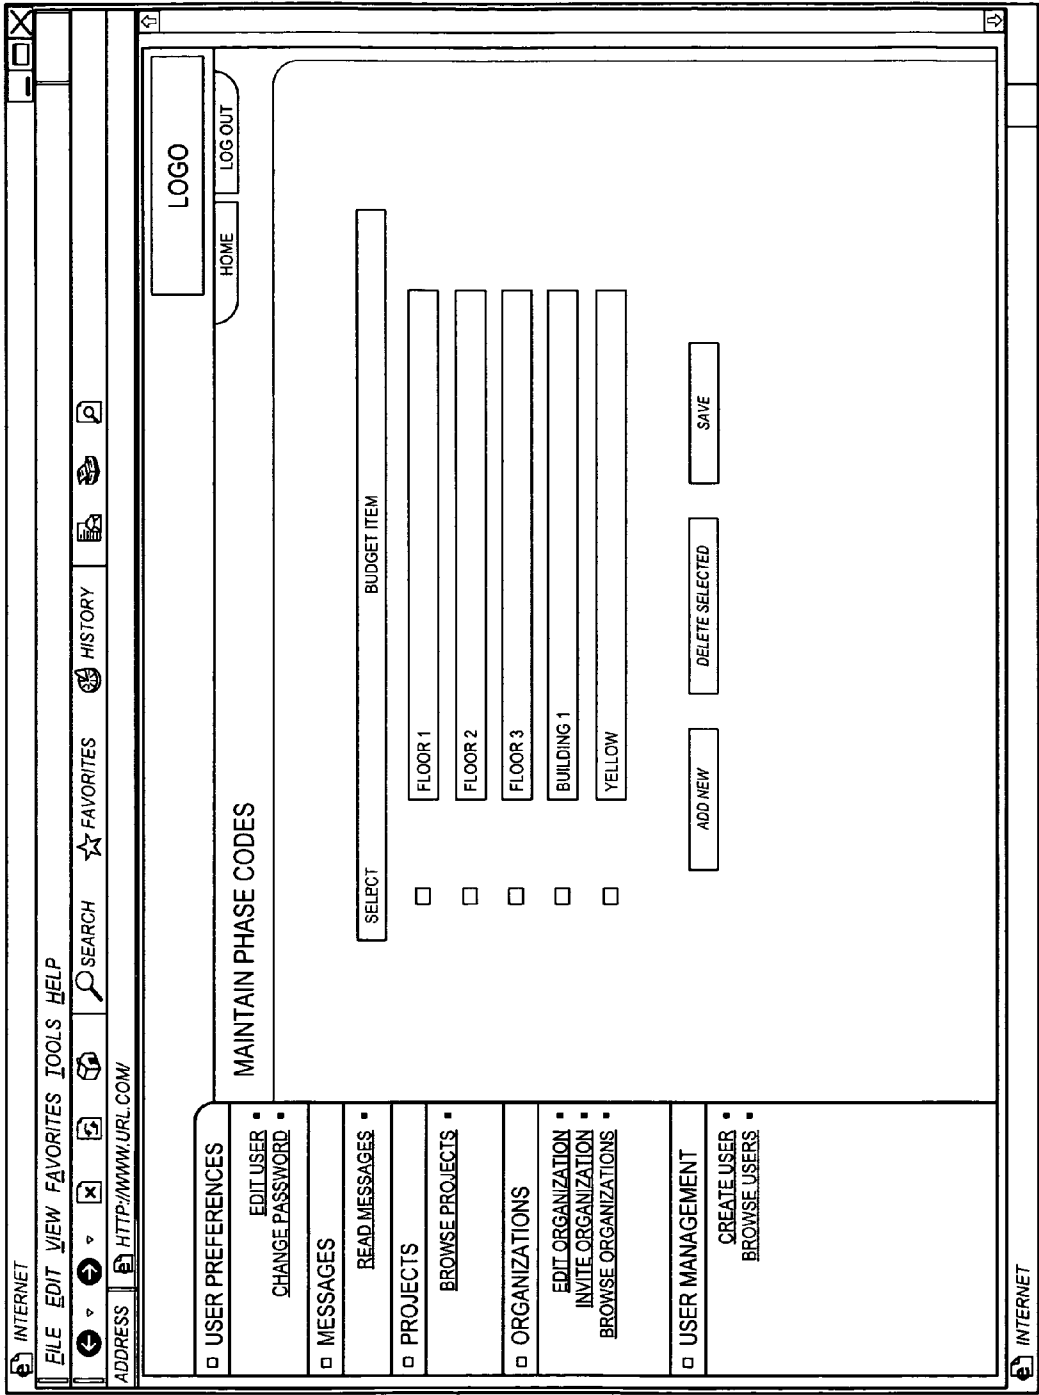 INTERNET
FILE EDIT VIEW FAVORITES TOOLS HELP
SEARCH FAVORITES HISTORY
ADDRESS HTTP://WWW.URL.COM/
LOGO
HOME LOG OUT
USER PREFERENCES
EDIT USER
CHANGE PASSWORD
MESSAGES
READ MESSAGES
PROJECTS
BROWSE PROJECTS
ORGANIZATIONS
EDIT ORGANIZATION
INVITE ORGANIZATION
BROWSE ORGANIZATIONS
USER MANAGEMENT
CREATE USER
BROWSE USERS
MAINTAIN PHASE CODES
SELECT BUDGET ITEM
FLOOR 1
FLOOR 2
FLOOR 3
BUILDING 1
YELLOW
ADD NEW DELETE SELECTED SAVE
INTERNET